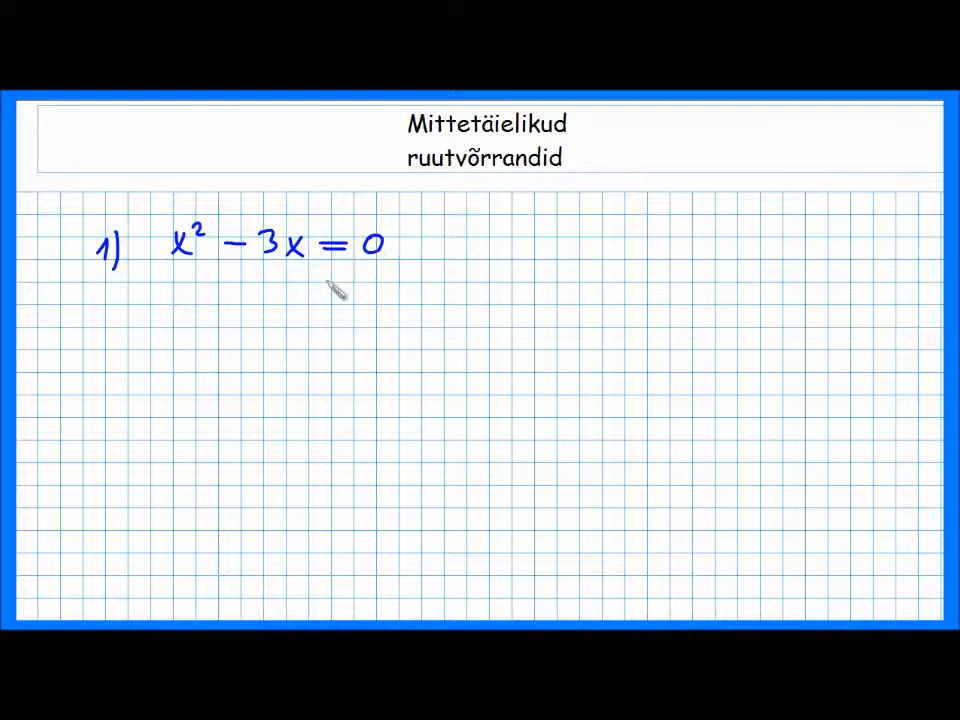 Mittetäielikud
ruutvõrrandid
1) x² - 3x = 0